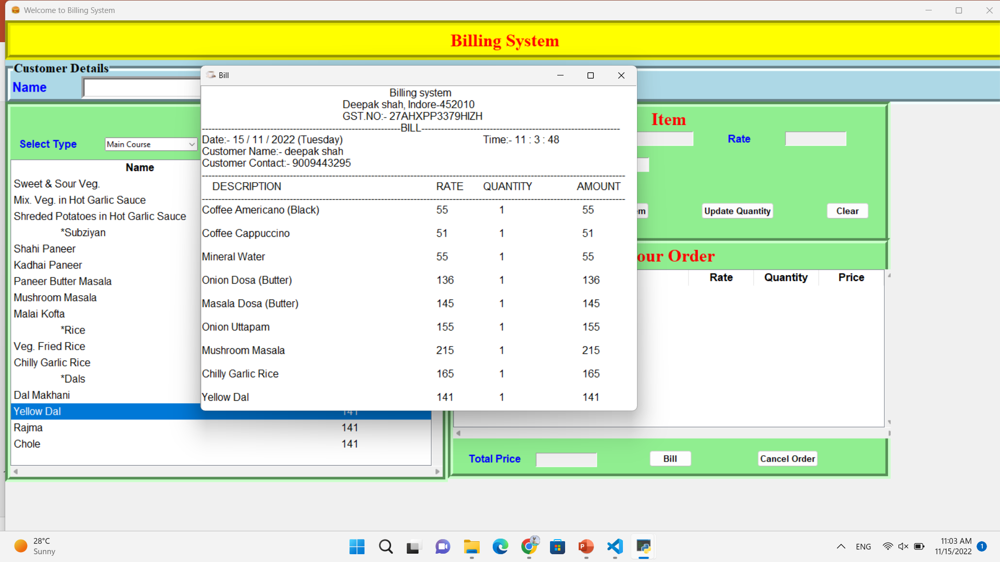 Welcome to Billing System
Billing System
Customer Details
Name
Select Type
Main Course
Name
Sweet & Sour Veg.
Mix. Veg. in Hot Garlic Sauce
Shreded Potatoes in Hot Garlic Sauce
*Subziyan
Shahi Paneer
Kadhai Paneer
Paneer Butter Masala
Mushroom Masala
Malai Kofta
*Rice
Veg. Fried Rice
Chilly Garlic Rice
*Dals
Dal Makhani
Yellow Dal 141
Rajma 141
Chole 141
Bill
Billing system
Deepak shah, Indore-452010
GST.NO:- 27AHXPP3379HIZH
------------------------------------------------------------BILL------------------------------------------------------------
Date:- 15 / 11 / 2022 (Tuesday) Time:- 11 : 3 : 48
Customer Name:- deepak shah
Customer Contact:- 9009443295
DESCRIPTION RATE QUANTITY AMOUNT
Coffee Americano (Black) 55 1 55
Coffee Cappuccino 51 1 51
Mineral Water 55 1 55
Onion Dosa (Butter) 136 1 136
Masala Dosa (Butter) 145 1 145
Onion Uttapam 155 1 155
Mushroom Masala 215 1 215
Chilly Garlic Rice 165 1 165
Yellow Dal 141 1 141
Item
Rate
m Update Quantity Clear
our Order
Rate Quantity Price
Total Price Bill Cancel Order
28°C
Sunny
ENG
11:03 AM
11/15/2022
1